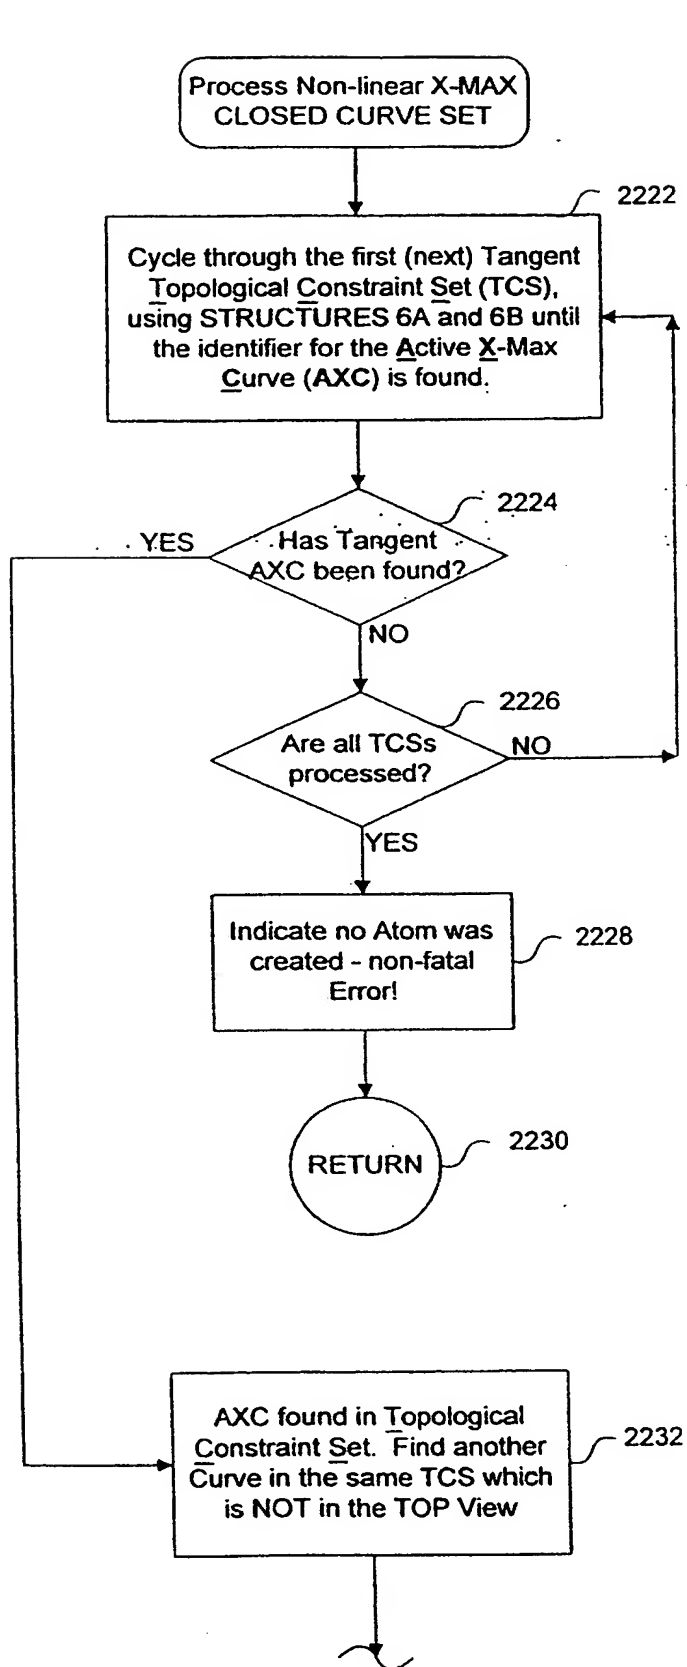 Process Non-linear X-MAX
CLOSED CURVE SET
2222
Cycle through the first (next) Tangent
Topological Constraint Set (TCS),
using STRUCTURES 6A and 6B until
the identifier for the Active X-Max
Curve (AXC) is found.
2224
YES
Has Tangent
AXC been found?
NO
2226
Are all TCSs
processed?
NO
YES
Indicate no Atom was
created - non-fatal
Error!
2228
RETURN
2230
AXC found in Topological
Constraint Set. Find another
Curve in the same TCS which
is NOT in the TOP View
2232